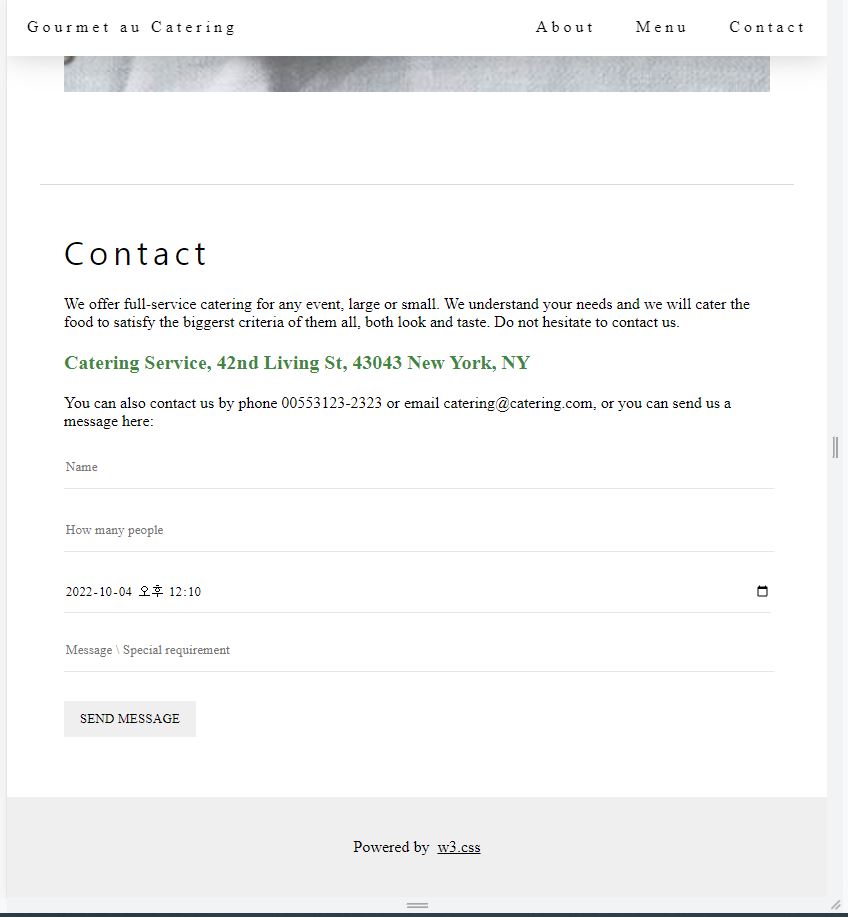 Gourmet au Catering About Menu Contact
Contact
We offer full-service catering for any event, large or small. We understand your needs and we will cater the
food to satisfy the biggerst criteria of them all, both look and taste. Do not hesitate to contact us.
Catering Service, 42nd Living St, 43043 New York, NY
You can also contact us by phone 00553123-2323 or email catering@catering.com, or you can send us a
message here:
Name
How many people
2022-10-04 오후 12:10
Message \ Special requirement
SEND MESSAGE
Powered by w3.css